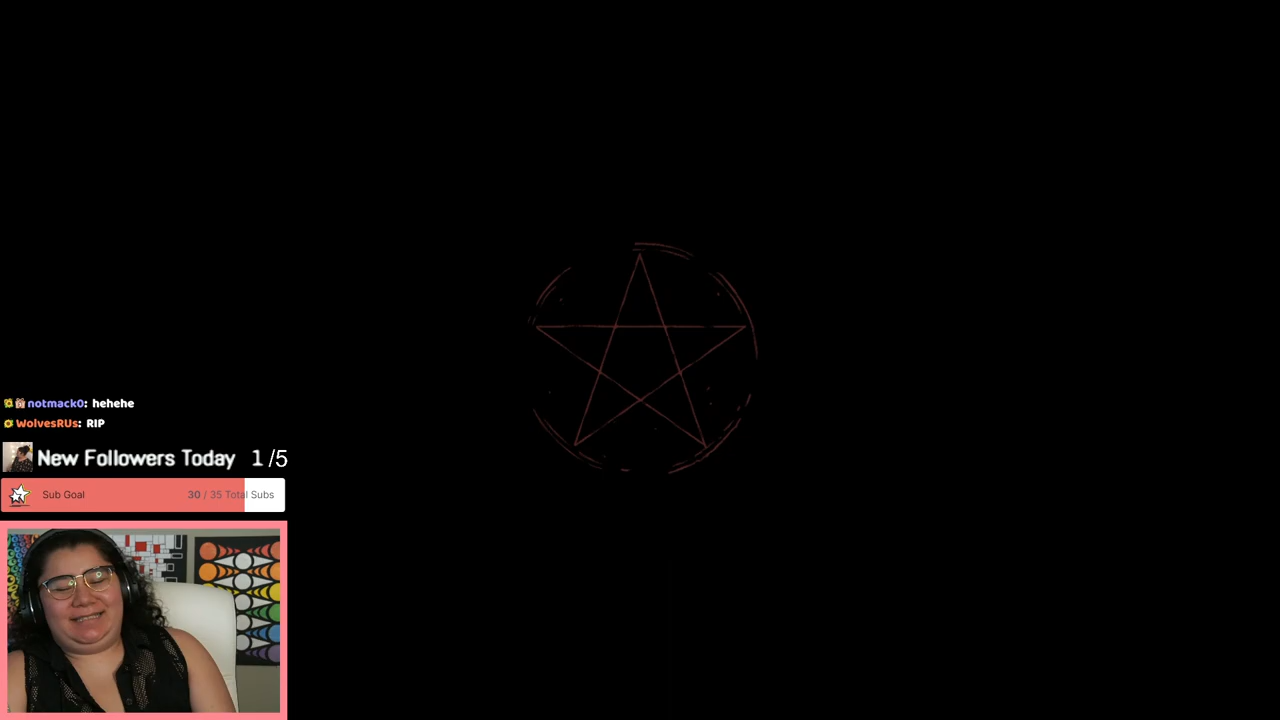 notmack0: hehehe
WolvesRUs: RIP
New Followers Today 1 /5
Sub Goal 30 / 35 Total Subs